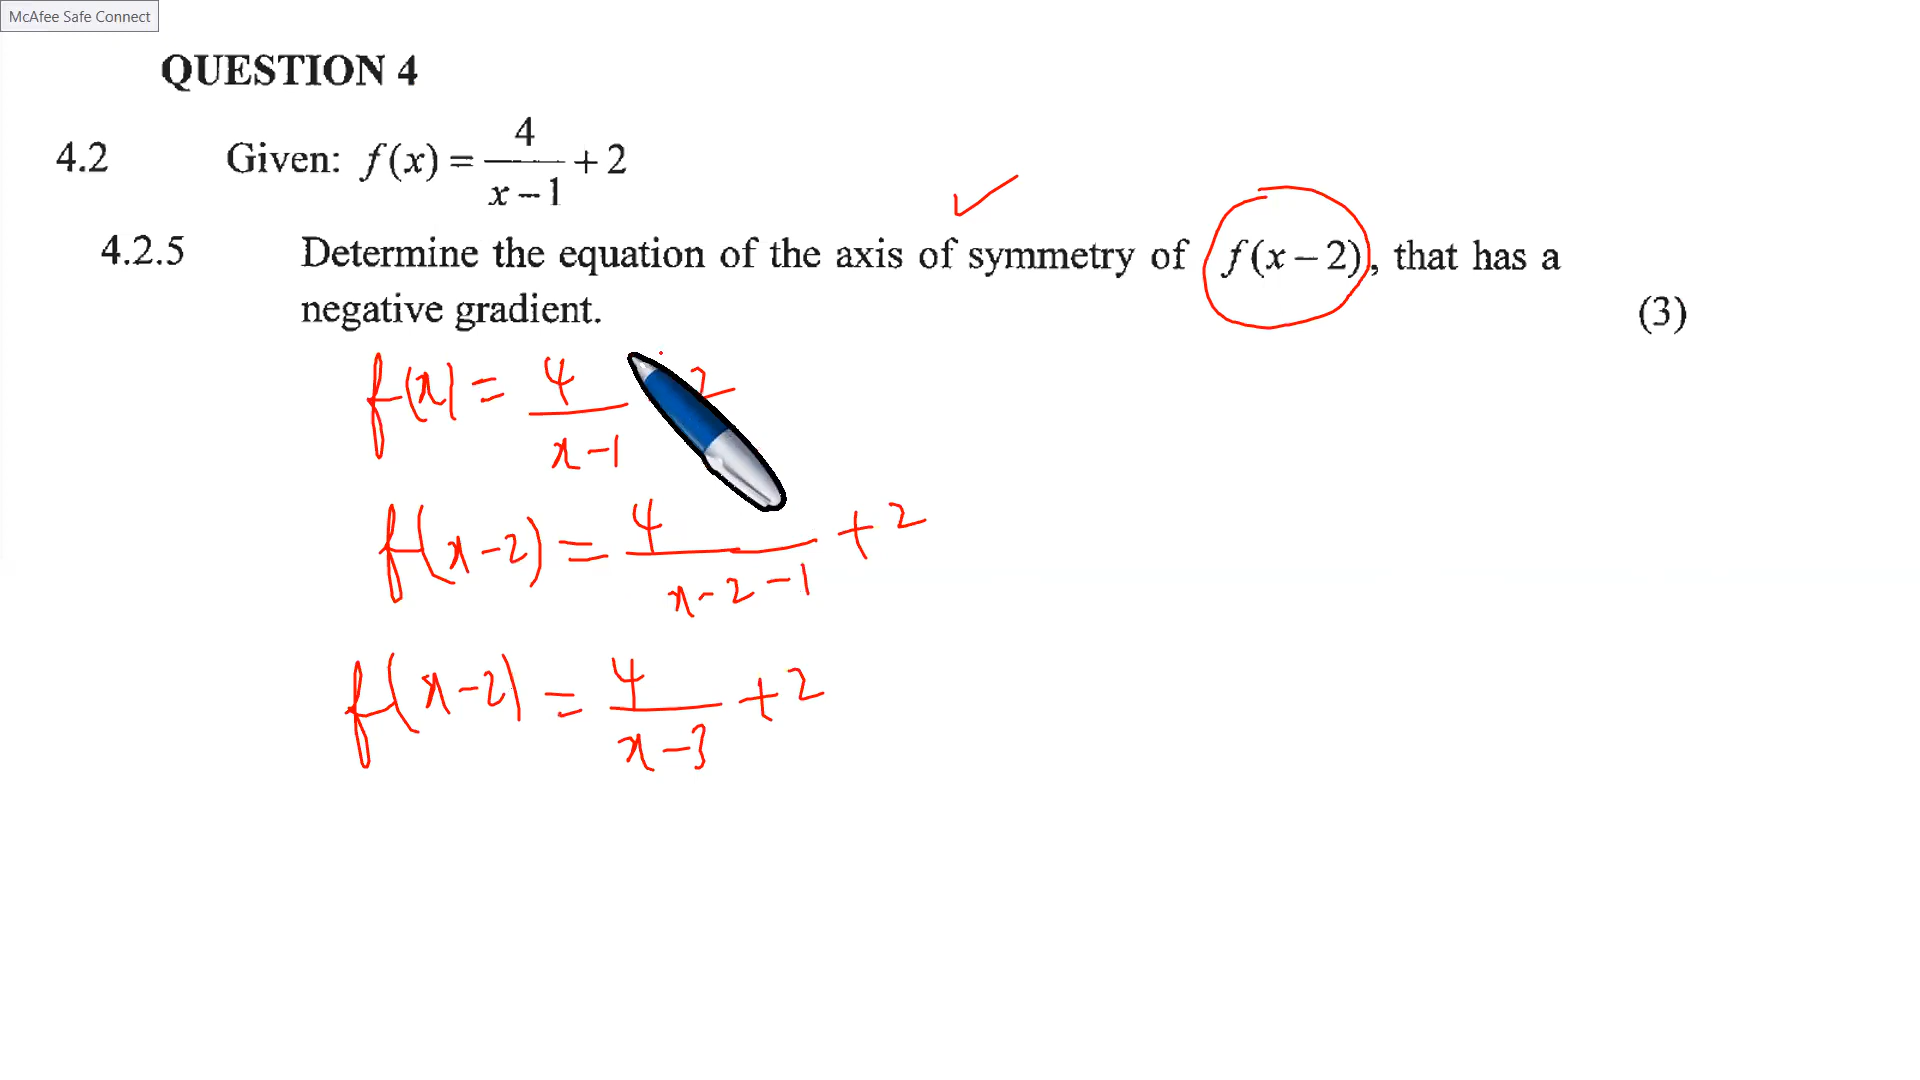 McAfee Safe Connect
QUESTION 4
4.2 Given: f(x) = 4/(x − 1) + 2
4.2.5 Determine the equation of the axis of symmetry of f(x − 2), that has a
negative gradient. (3)
f(x) = 4/(x − 1) 2
f(x − 2) = 4/(x − 2 − 1) + 2
f(x − 2) = 4/(x − 3) + 2